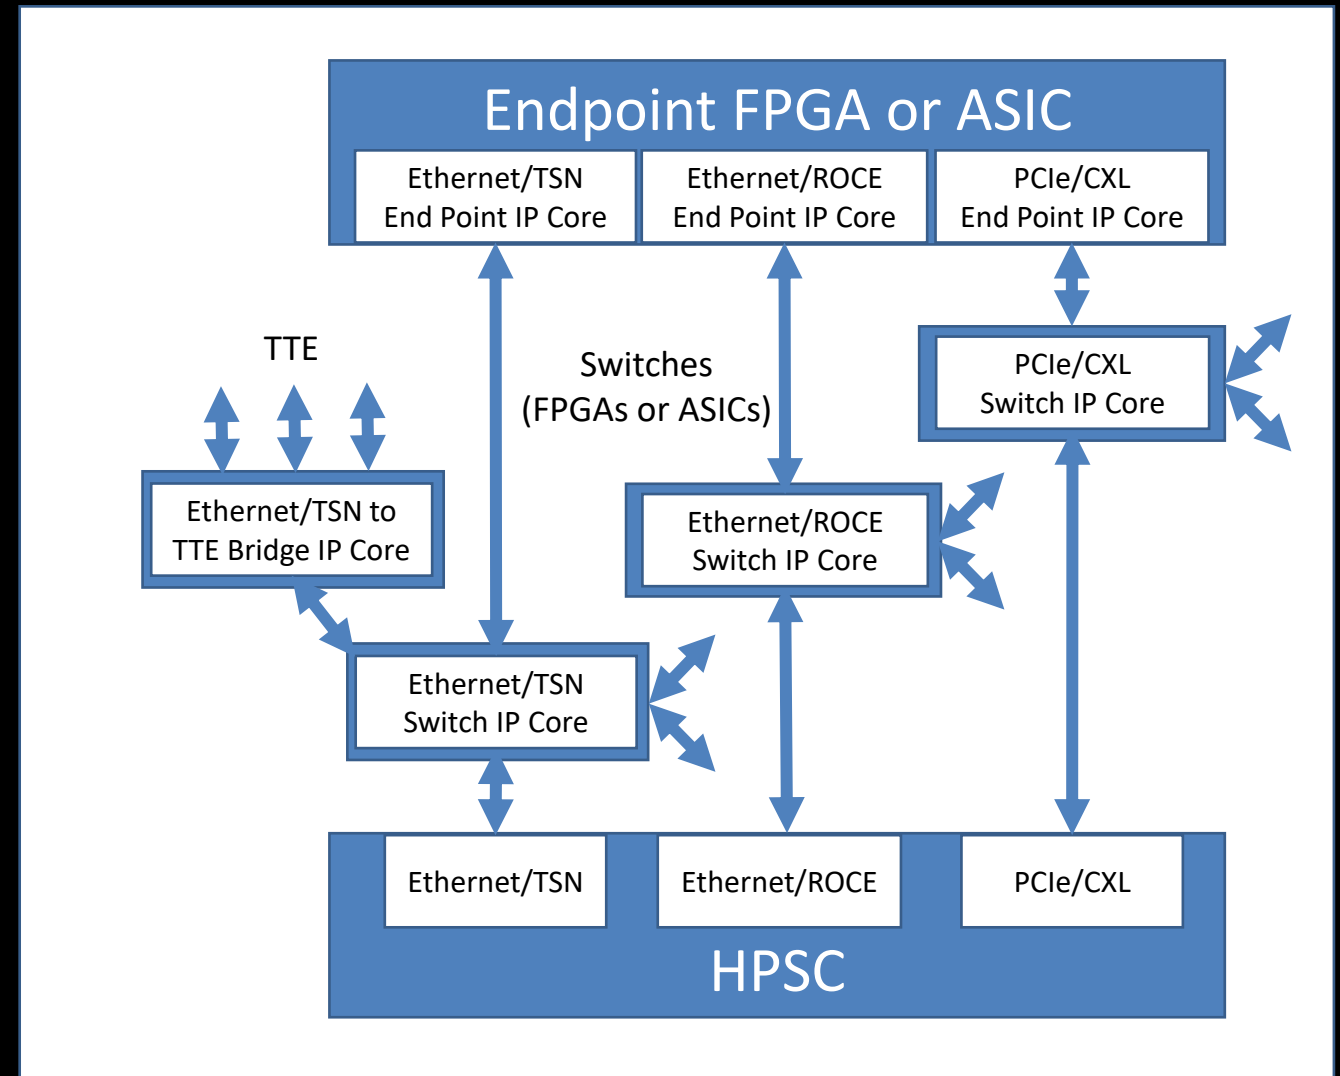 Endpoint FPGA or ASIC
Ethernet/TSN
End Point IP Core
Ethernet/ROCE
End Point IP Core
PCIe/CXL
End Point IP Core
TTE
Switches
(FPGAs or ASICs)
PCIe/CXL
Switch IP Core
Ethernet/TSN to
TTE Bridge IP Core
Ethernet/ROCE
Switch IP Core
Ethernet/TSN
Switch IP Core
Ethernet/TSN
Ethernet/ROCE
PCIe/CXL
HPSC